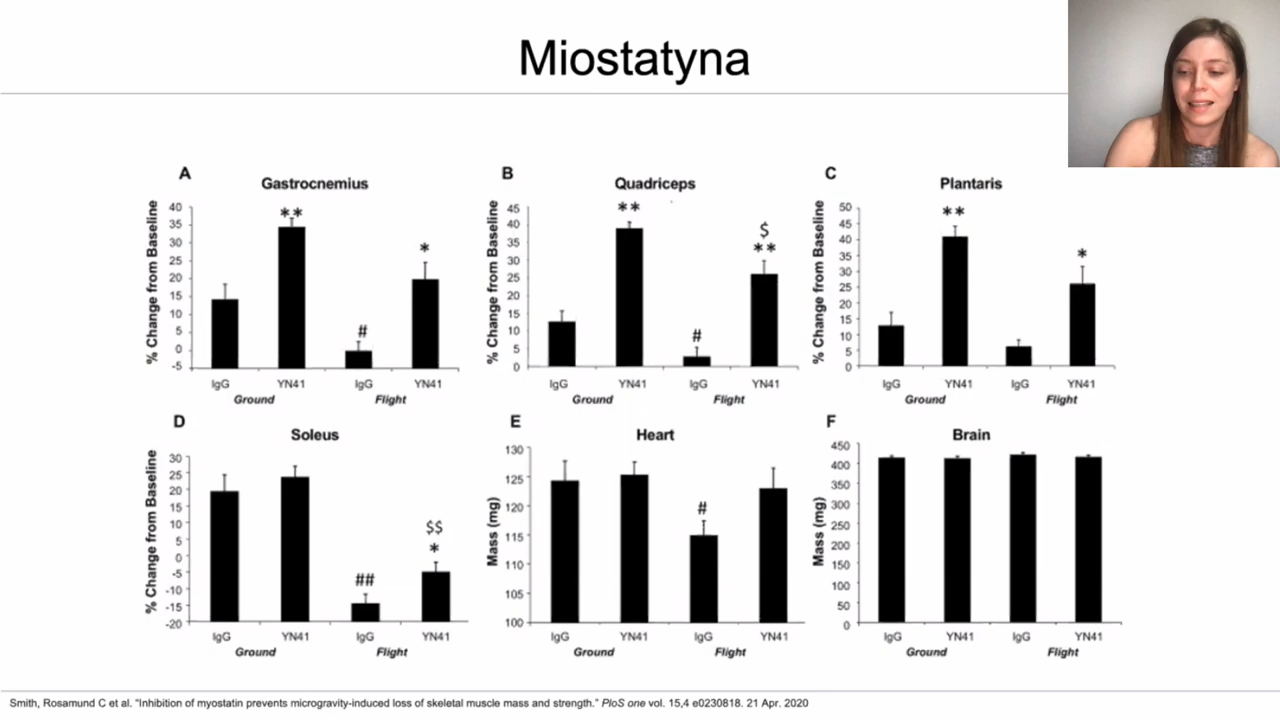 Miostatyna
A
Gastrocnemius
% Change from Baseline
40
35
30
25
20
15
10
5
0
-5
**
#
*
IgG YN41 IgG YN41
Ground Flight
B
Quadriceps
% Change from Baseline
45
40
35
30
25
20
15
10
5
0
**
#
$
**
IgG YN41 IgG YN41
Ground Flight
C
Plantaris
% Change from Baseline
50
45
40
35
30
25
20
15
10
5
0
**
*
IgG YN41 IgG YN41
Ground Flight
D
Soleus
% Change from Baseline
30
25
20
15
10
5
0
-5
-10
-15
-20
##
$$
*
IgG YN41 IgG YN41
Ground Flight
E
Heart
Mass (mg)
130
125
120
115
110
105
100
#
IgG YN41 IgG YN41
Ground Flight
F
Brain
Mass (mg)
450
400
350
300
250
200
150
100
50
0
IgG YN41 IgG YN41
Ground Flight
Smith, Rosamund C et al. “Inhibition of myostatin prevents microgravity-induced loss of skeletal muscle mass and strength.” PloS one vol. 15,4 e0230818. 21 Apr. 2020